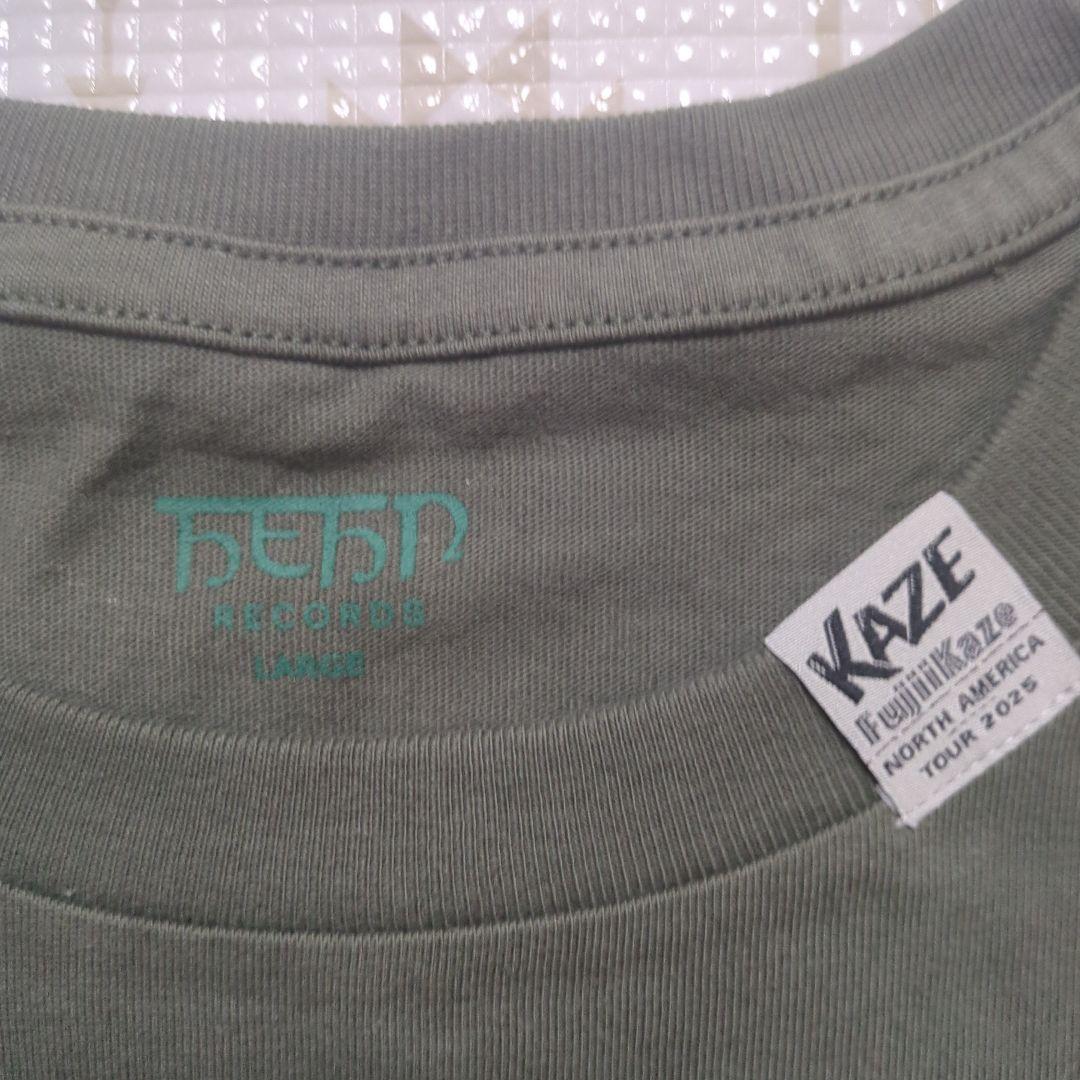 HEHN
RECORDS
LARGE
KAZE
FujiiKaze
NORTH AMERICA
TOUR 2025